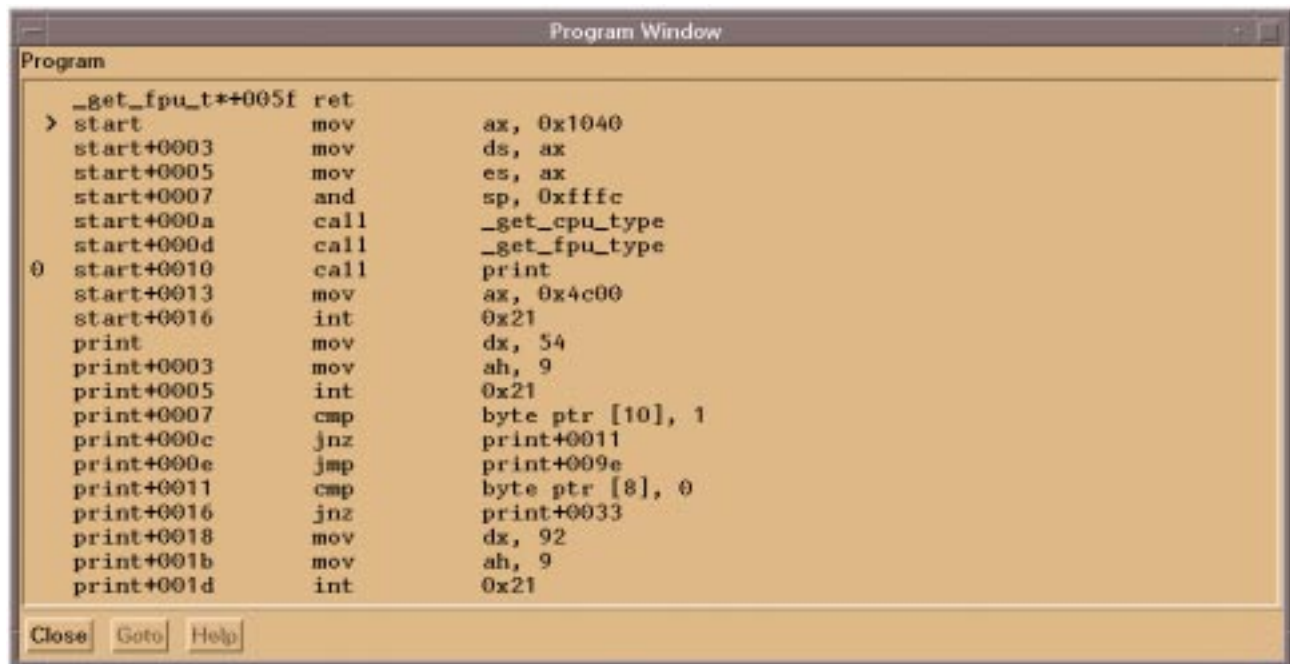 Program Window
Program
_get_fpu_t*+005f ret
> start mov ax, 0x1040
start+0003 mov ds, ax
start+0005 mov es, ax
start+0007 and sp, 0xfffc
start+000a call _get_cpu_type
start+000d call _get_fpu_type
0 start+0010 call print
start+0013 mov ax, 0x4c00
start+0016 int 0x21
print mov dx, 54
print+0003 mov ah, 9
print+0005 int 0x21
print+0007 cmp byte ptr [10], 1
print+000c jnz print+0011
print+000e jmp print+009e
print+0011 cmp byte ptr [8], 0
print+0016 jnz print+0033
print+0018 mov dx, 92
print+001b mov ah, 9
print+001d int 0x21
Close Goto Help